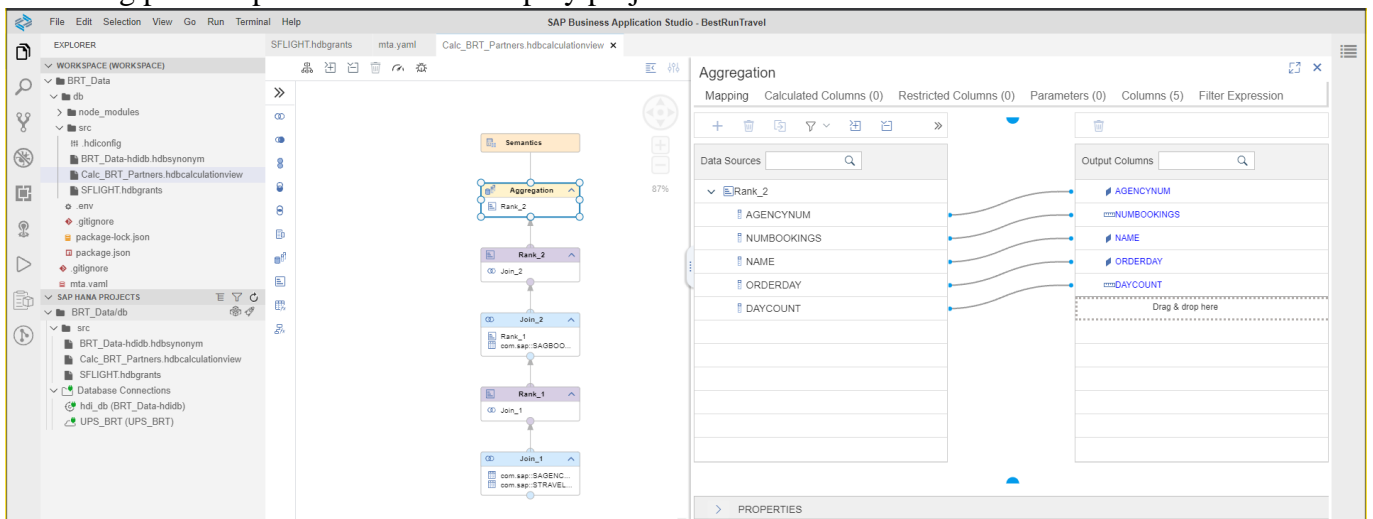 File Edit Selection View Go Run Terminal Help
SAP Business Application Studio - BestRunTravel
EXPLORER
SFLIGHT.hdbgrants
mta.yaml
Calc_BRT_Partners.hdbcalculationview ×
WORKSPACE (WORKSPACE)
BRT_Data
db
node_modules
src
.hdiconfig
BRT_Data-hdidb.hdbsynonym
Calc_BRT_Partners.hdbcalculationview
SFLIGHT.hdbgrants
.env
.gitignore
package-lock.json
package.json
.gitignore
mta.yaml
SAP HANA PROJECTS
BRT_Data/db
src
BRT_Data-hdidb.hdbsynonym
Calc_BRT_Partners.hdbcalculationview
SFLIGHT.hdbgrants
Database Connections
hdi_db (BRT_Data-hdidb)
UPS_BRT (UPS_BRT)
Semantics
Aggregation
Rank_2
Rank_2
Join_2
Join_2
Rank_1
com.sap::SAGBOO...
Rank_1
Join_1
Join_1
com.sap::SAGENC...
com.sap::STRAVEL...
87%
Aggregation
Mapping Calculated Columns (0) Restricted Columns (0) Parameters (0) Columns (5) Filter Expression
Data Sources
Rank_2
AGENCYNUM
NUMBOOKINGS
NAME
ORDERDAY
DAYCOUNT
Output Columns
AGENCYNUM
NUMBOOKINGS
NAME
ORDERDAY
DAYCOUNT
Drag & drop here
PROPERTIES